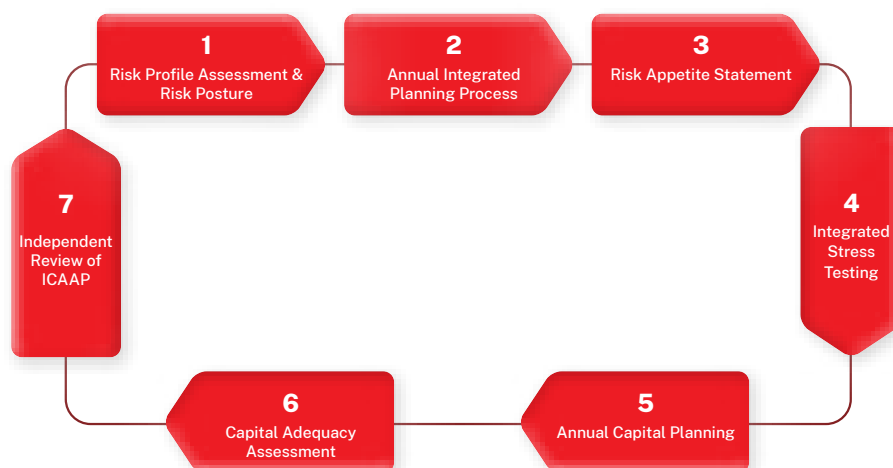 1
Risk Profile Assessment &
Risk Posture
2
Annual Integrated
Planning Process
3
Risk Appetite Statement
4
Integrated
Stress
Testing
5
Annual Capital Planning
6
Capital Adequacy
Assessment
7
Independent
Review of
ICAAP